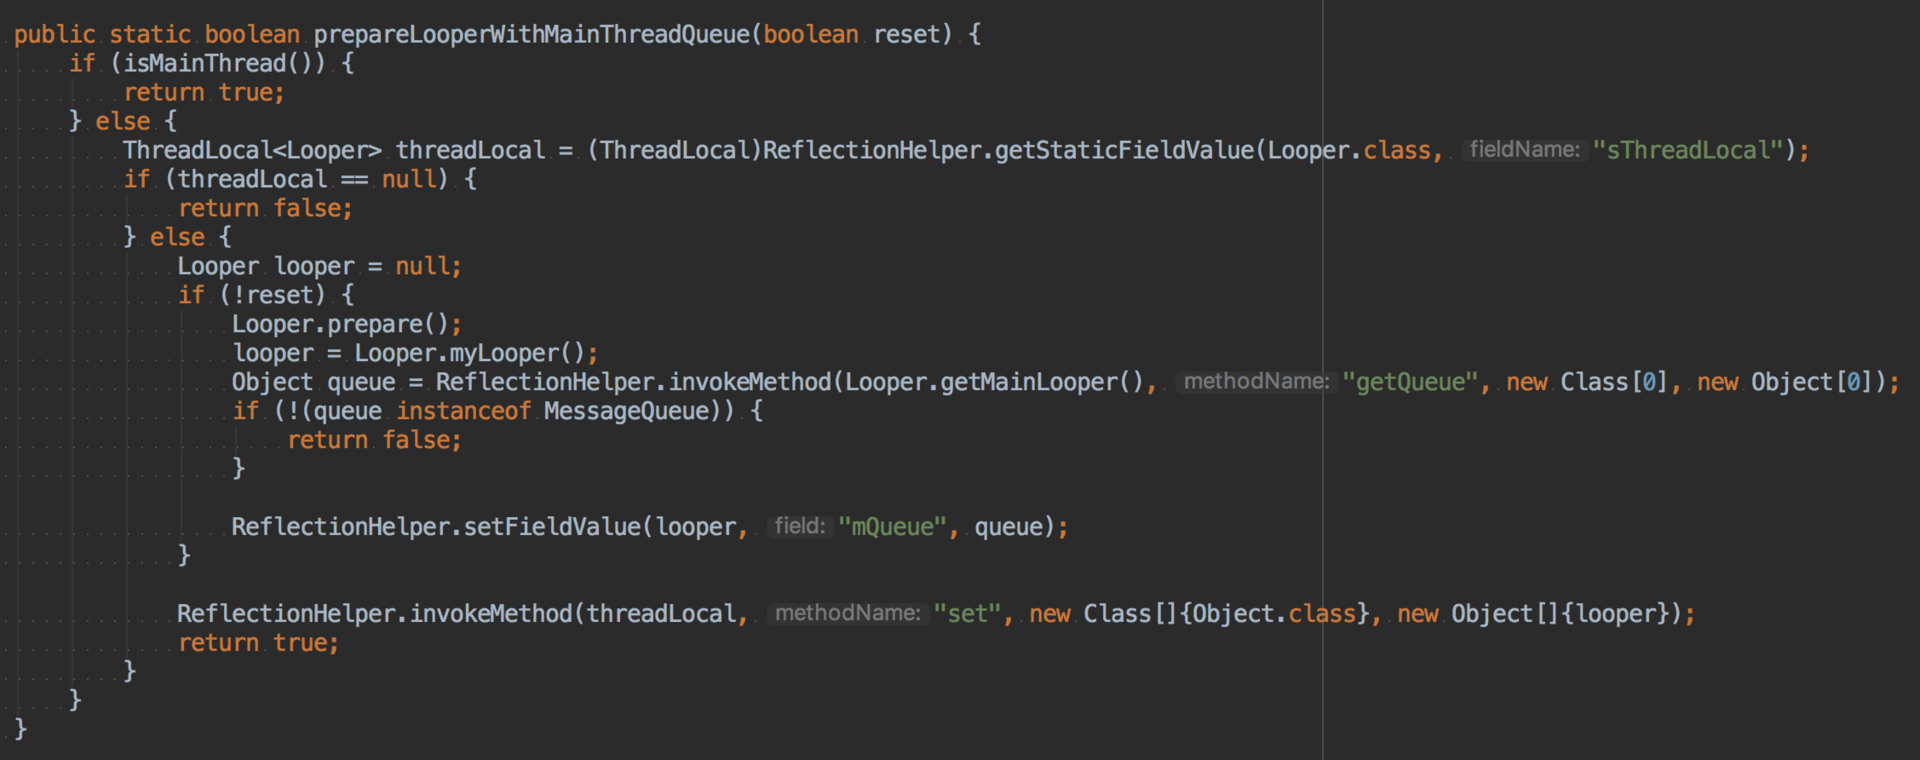 public static boolean prepareLooperWithMainThreadQueue(boolean reset) {
    if (isMainThread()) {
        return true;
    } else {
        ThreadLocal<Looper> threadLocal = (ThreadLocal)ReflectionHelper.getStaticFieldValue(Looper.class, fieldName: "sThreadLocal");
        if (threadLocal == null) {
            return false;
        } else {
            Looper looper = null;
            if (!reset) {
                Looper.prepare();
                looper = Looper.myLooper();
                Object queue = ReflectionHelper.invokeMethod(Looper.getMainLooper(), methodName: "getQueue", new Class[0], new Object[0]);
                if (!(queue instanceof MessageQueue)) {
                    return false;
                }

                ReflectionHelper.setFieldValue(looper, field: "mQueue", queue);
            }

            ReflectionHelper.invokeMethod(threadLocal, methodName: "set", new Class[]{Object.class}, new Object[]{looper});
            return true;
        }
    }
}